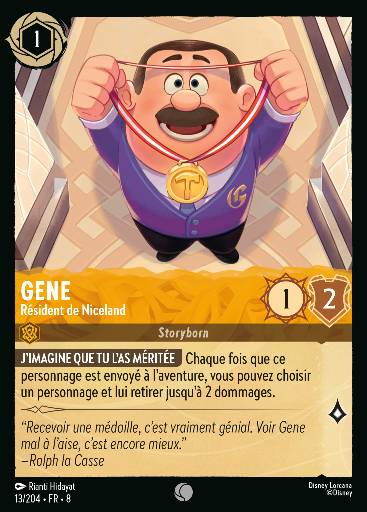 1
T
G
GENE
Résident de Niceland
1
2
Storyborn
J'IMAGINE QUE TU L'AS MÉRITÉE Chaque fois que ce
personnage est envoyé à l'aventure, vous pouvez choisir
un personnage et lui retirer jusqu'à 2 dommages.
“Recevoir une médaille, c'est vraiment génial. Voir Gene
mal à l'aise, c'est encore mieux.”
–Rolph la Casse
Rianti Hidayat
13/204 • FR • 8
Disney Lorcana
©Disney